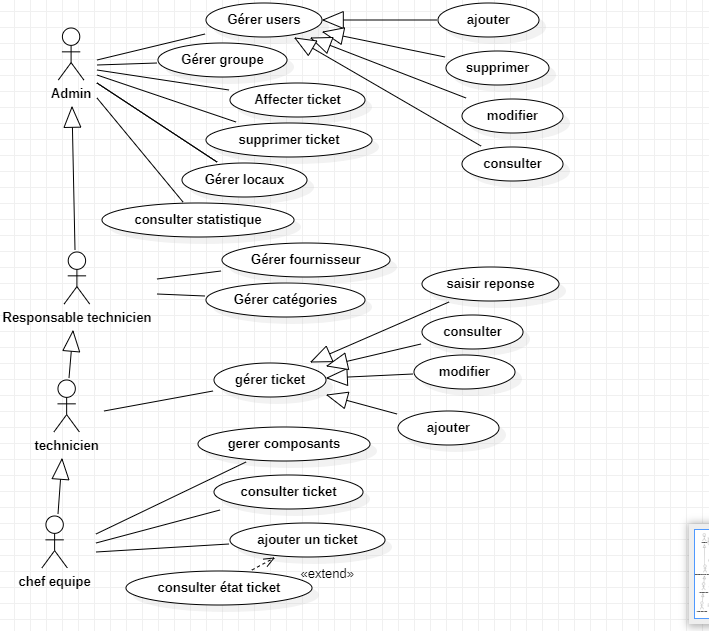 Gérer users
ajouter
Gérer groupe
supprimer
Admin
Affecter ticket
modifier
supprimer ticket
consulter
Gérer locaux
consulter statistique
Gérer fournisseur
saisir reponse
Gérer catégories
Responsable technicien
consulter
modifier
gérer ticket
ajouter
technicien
gerer composants
consulter ticket
ajouter un ticket
«extend»
chef equipe
consulter état ticket